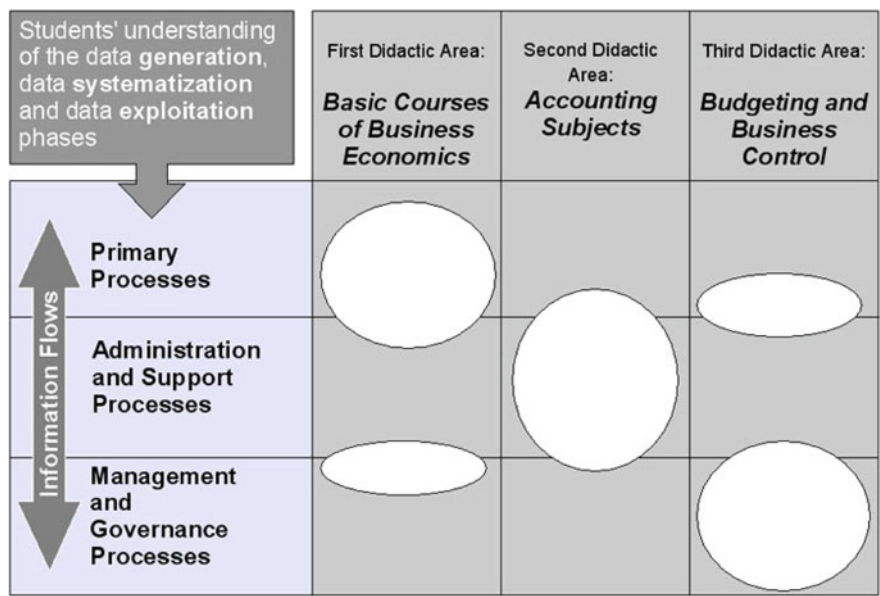 Students' understanding
of the data generation,
data systematization
and data exploitation
phases
First Didactic Area:
Basic Courses
of Business
Economics
Second Didactic
Area:
Accounting
Subjects
Third Didactic Area:
Budgeting and
Business
Control
Information Flows
Primary
Processes
Administration
and Support
Processes
Management
and
Governance
Processes